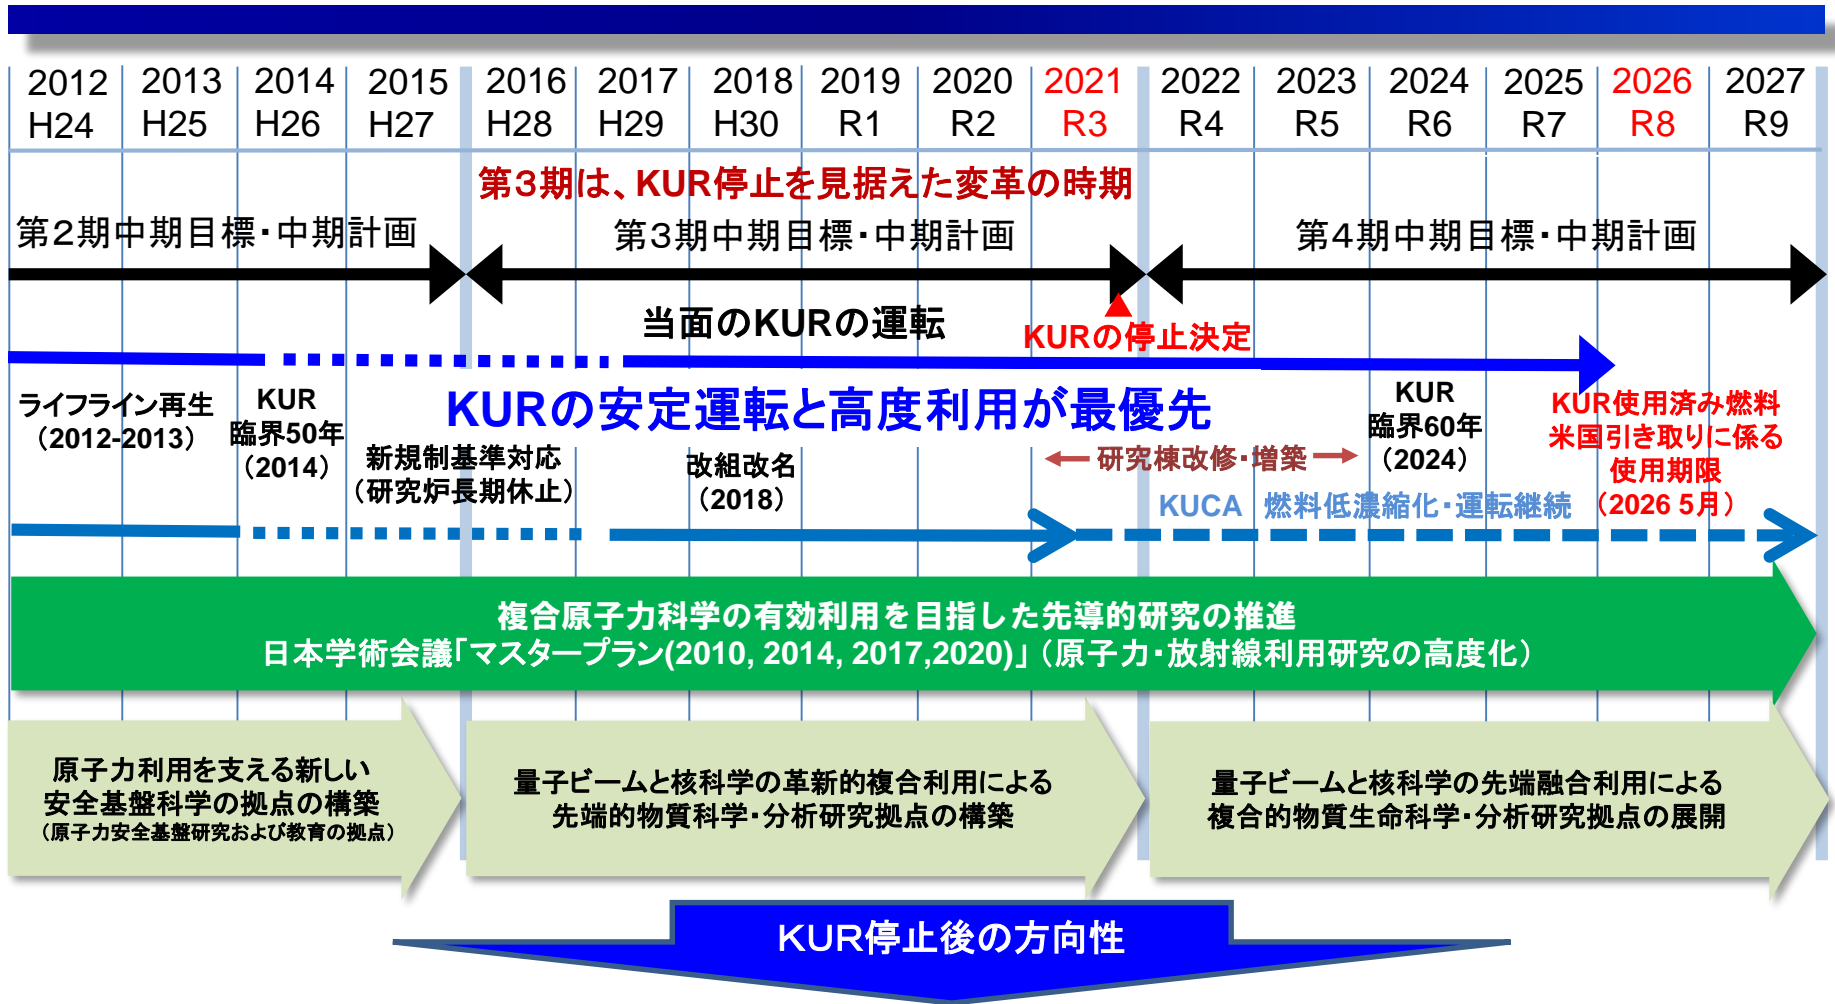 2012 2013 2014 2015 2016 2017 2018 2019 2020 2021 2022 2023 2024 2025 2026 2027
H24 H25 H26 H27 H28 H29 H30 R1 R2 R3 R4 R5 R6 R7 R8 R9
第3期は、KUR停止を見据えた変革の時期
第2期中期目標・中期計画
第3期中期目標・中期計画
第4期中期目標・中期計画
当面のKURの運転
KURの停止決定
KURの安定運転と高度利用が最優先
ライフライン再生
（2012-2013）
KUR
臨界50年
（2014）
新規制基準対応
（研究炉長期休止）
改組改名
（2018）
研究棟改修・増築
KUR
臨界60年
（2024）
KUR使用済み燃料
米国引き取りに係る
使用期限
（2026 5月）
KUCA 燃料低濃縮化・運転継続
複合原子力科学の有効利用を目指した先導的研究の推進
日本学術会議「マスタープラン(2010, 2014, 2017,2020)」（原子力・放射線利用研究の高度化）
原子力利用を支える新しい
安全基盤科学の拠点の構築
（原子力安全基盤研究および教育の拠点）
量子ビームと核科学の革新的複合利用による
先端的物質科学・分析研究拠点の構築
量子ビームと核科学の先端融合利用による
複合的物質生命科学・分析研究拠点の展開
KUR停止後の方向性